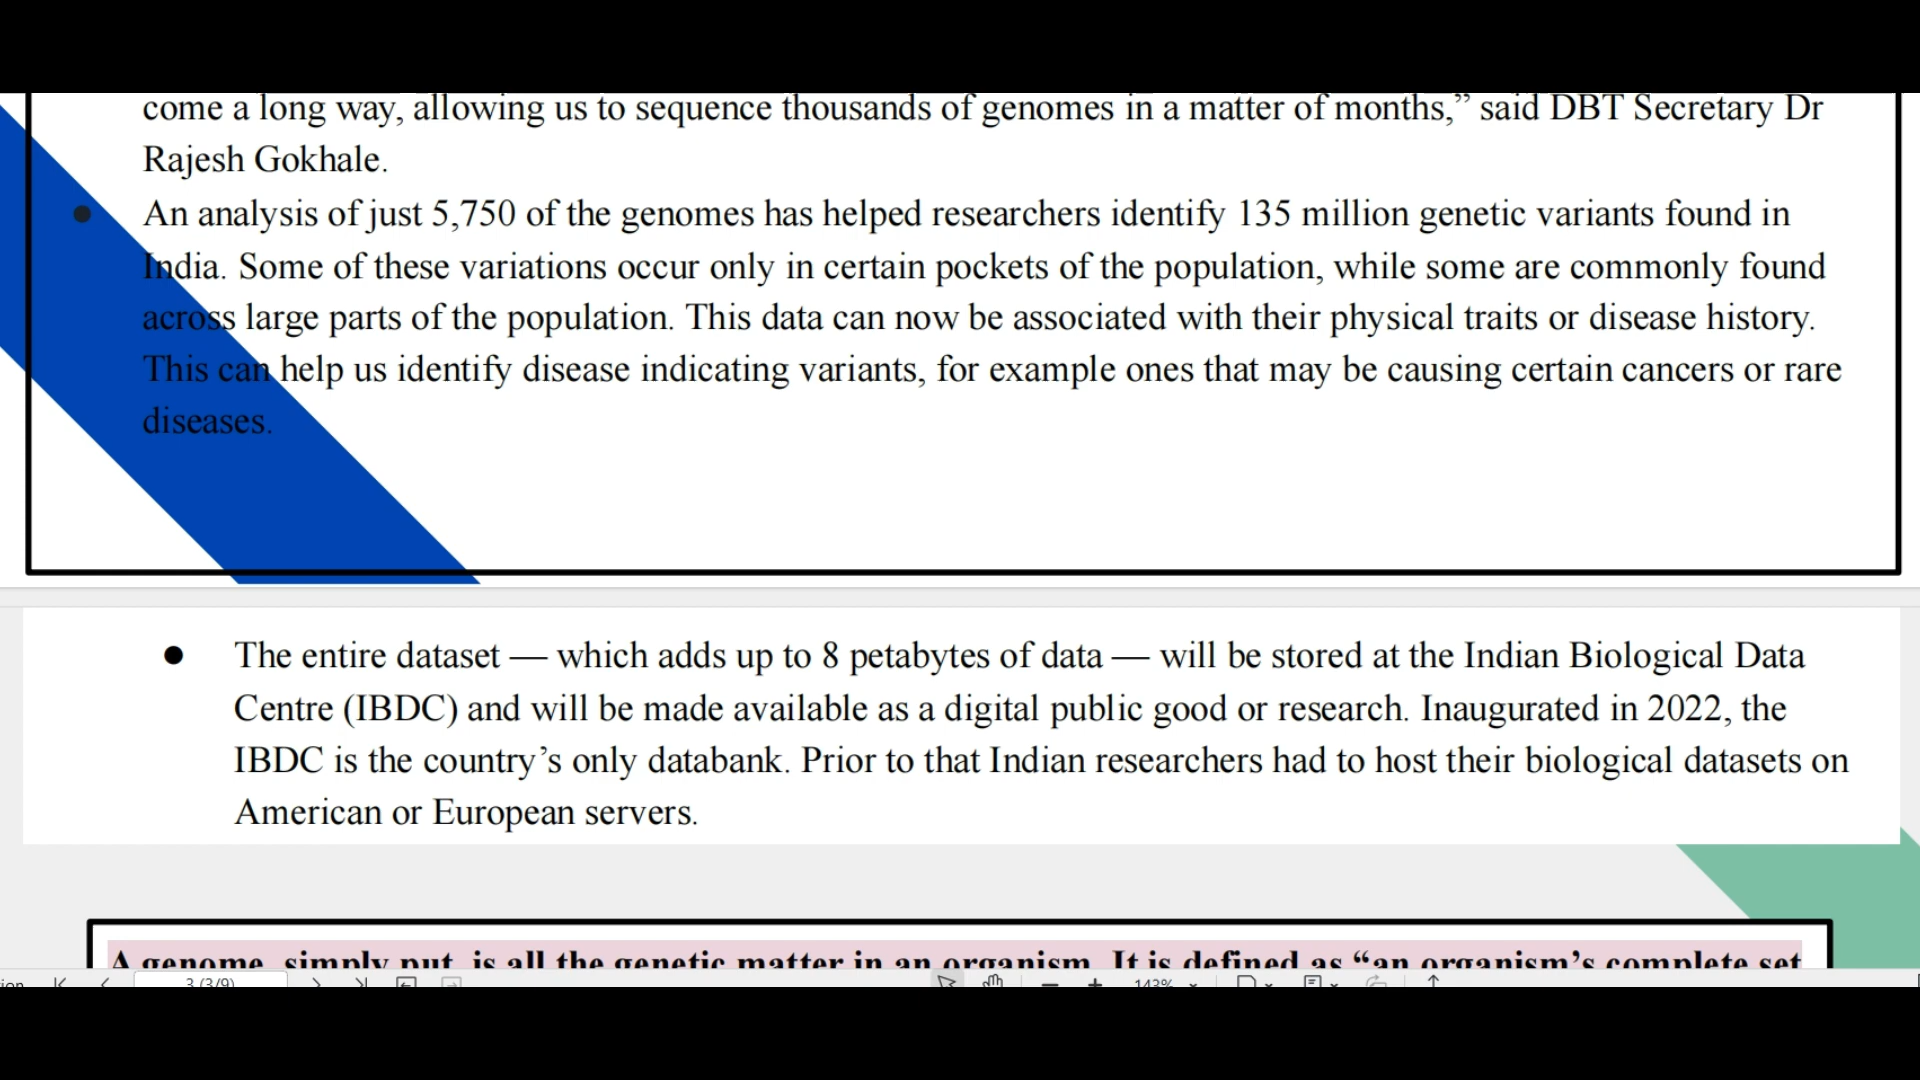 come a long way, allowing us to sequence thousands of genomes in a matter of months,” said DBT Secretary Dr
Rajesh Gokhale.
● An analysis of just 5,750 of the genomes has helped researchers identify 135 million genetic variants found in
India. Some of these variations occur only in certain pockets of the population, while some are commonly found
across large parts of the population. This data can now be associated with their physical traits or disease history.
This can help us identify disease indicating variants, for example ones that may be causing certain cancers or rare
diseases.
● The entire dataset — which adds up to 8 petabytes of data — will be stored at the Indian Biological Data
Centre (IBDC) and will be made available as a digital public good or research. Inaugurated in 2022, the
IBDC is the country’s only databank. Prior to that Indian researchers had to host their biological datasets on
American or European servers.
A genome, simply put, is all the genetic matter in an organism. It is defined as “an organism’s complete set
ion 3 (3/9) 143%